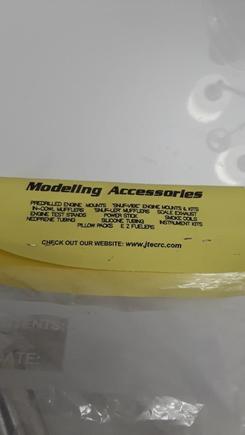 Modeling Accessories
PREDRILLED ENGINE MOUNTS SNUF-VIBE' ENGINE MOUNTS & KITS
IN-COWL MUFFLERS SNUF-LER' MUFFLERS SCALE EXHAUST
ENGINE TEST STANDS POWER STICK SMOKE COILS
NEOPRENE TUBING SILICONE TUBING INSTRUMENT KITS
PILLOW PACKS E Z FUELERS
CHECK OUT OUR WEBSITE: www.jtecrc.com
ATE: